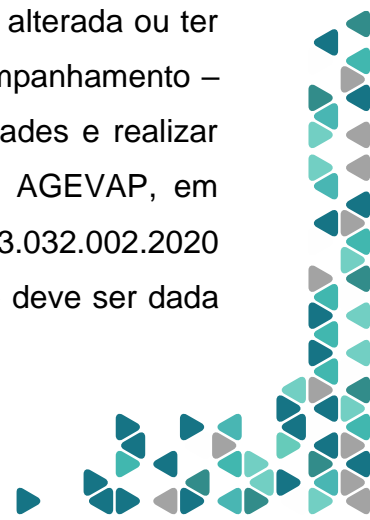 alterada ou ter
mpanhamento –
ades e realizar
AGEVAP, em
3.032.002.2020
deve ser dada